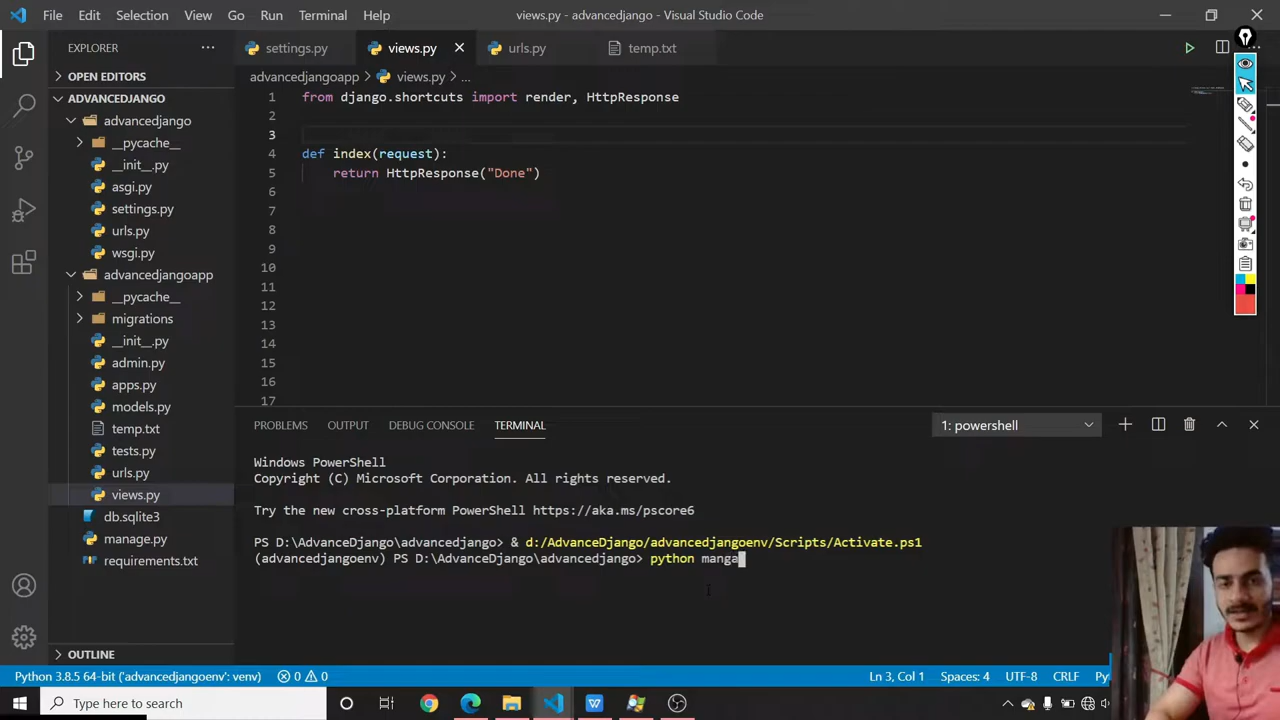 File Edit Selection View Go Run Terminal Help views.py - advancedjango - Visual Studio Code
EXPLORER
settings.py views.py urls.py temp.txt
OPEN EDITORS
ADVANCEDJANGO
advancedjango
__pycache__
__init__.py
asgi.py
settings.py
urls.py
wsgi.py
advancedjangoapp
__pycache__
migrations
__init__.py
admin.py
apps.py
models.py
temp.txt
tests.py
urls.py
views.py
db.sqlite3
manage.py
requirements.txt
OUTLINE
advancedjangoapp > views.py > ...
1 from django.shortcuts import render, HttpResponse
2
3
4 def index(request):
5 return HttpResponse("Done")
6
7
8
9
10
11
12
13
14
15
16
17
PROBLEMS OUTPUT DEBUG CONSOLE TERMINAL 1: powershell
Windows PowerShell
Copyright (C) Microsoft Corporation. All rights reserved.
Try the new cross-platform PowerShell https://aka.ms/pscore6
PS D:\AdvanceDjango\advancedjango> & d:/AdvanceDjango/advancedjangoenv/Scripts/Activate.ps1
(advancedjangoenv) PS D:\AdvanceDjango\advancedjango> python manga
Python 3.8.5 64-bit ('advancedjangoenv': venv) 0 0 Ln 3, Col 1 Spaces: 4 UTF-8 CRLF
Type here to search